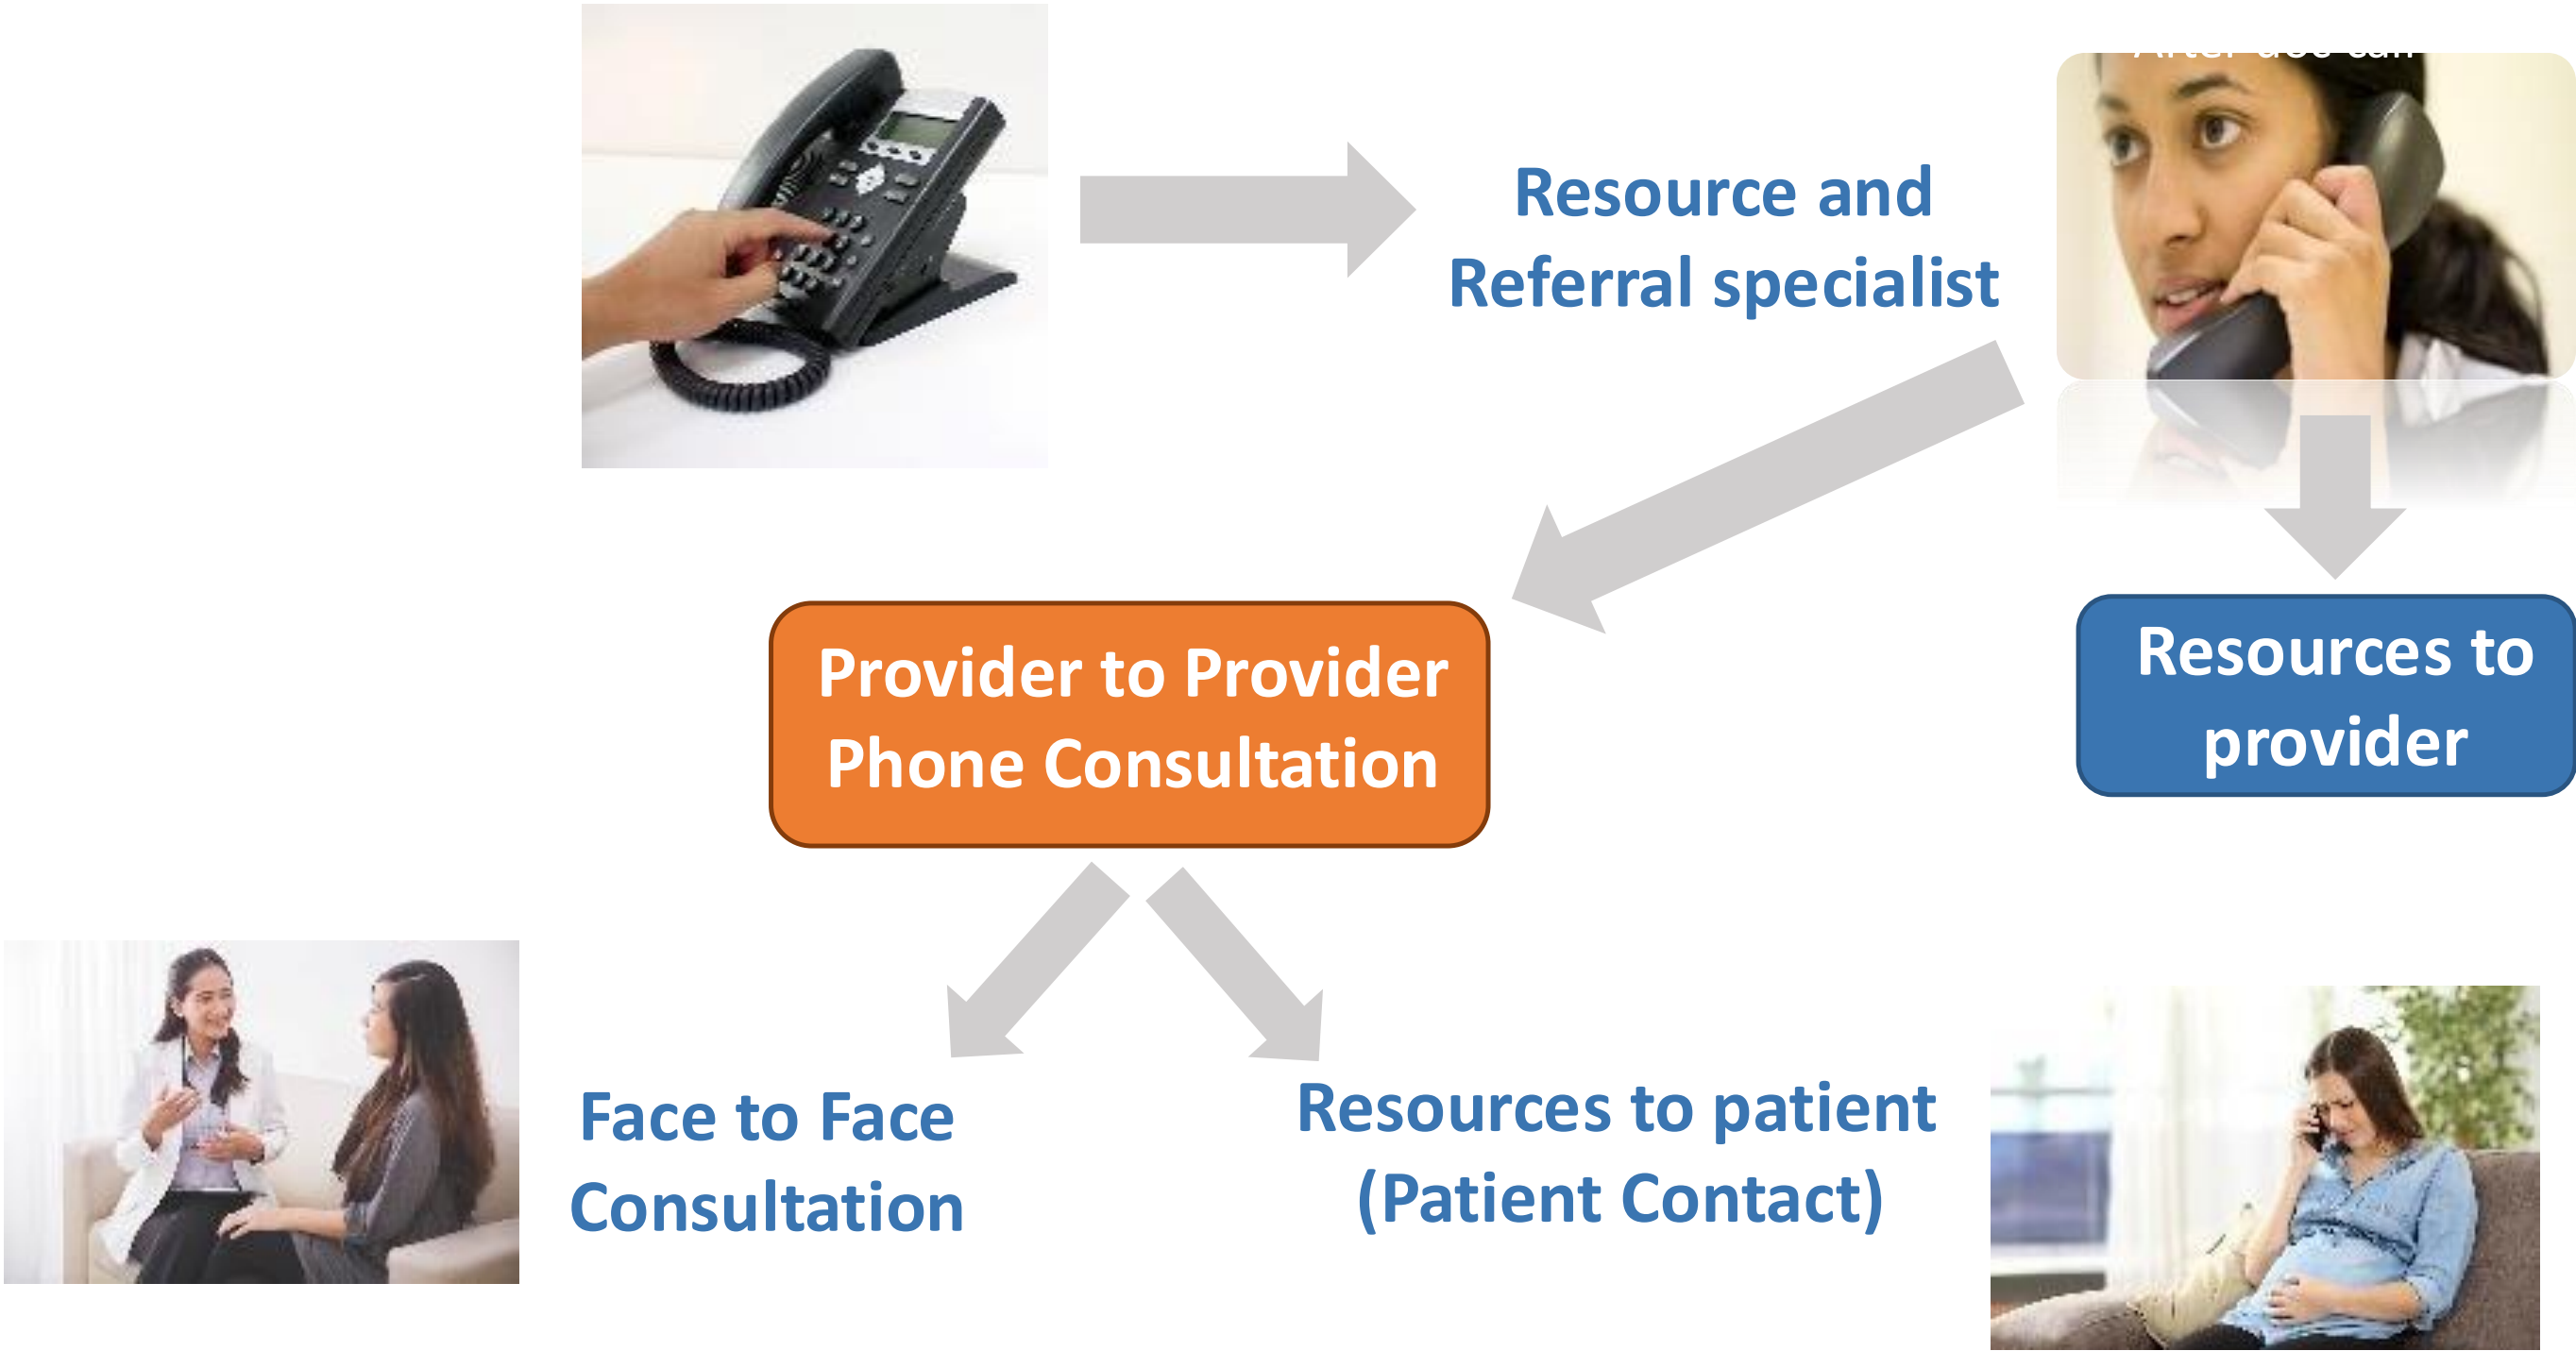 Resource and
Referral specialist
Provider to Provider
Phone Consultation
Resources to
provider
Face to Face
Consultation
Resources to patient
(Patient Contact)